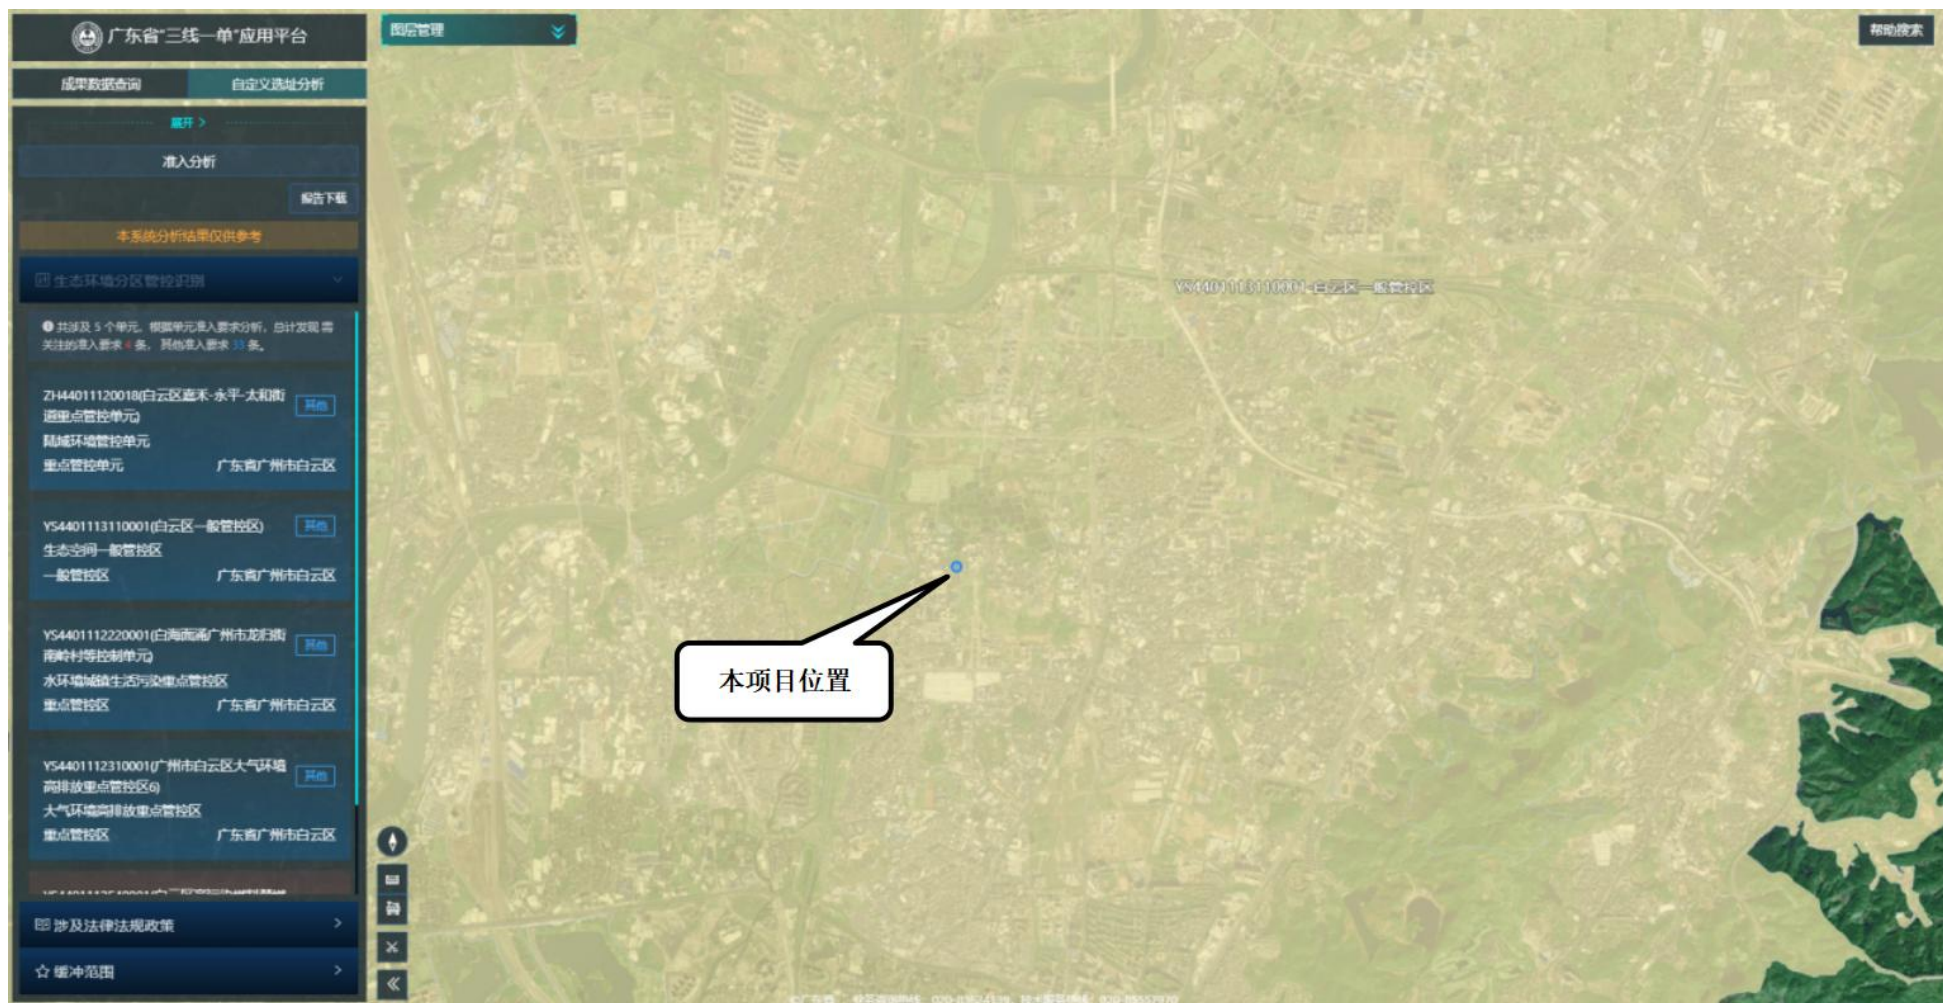 广东省“三线一单”应用平台
成果数据查询
自定义选址分析
展开 >
准入分析
报告下载
本系统分析结果仅供参考
生态环境分区管控识别
共涉及 5 个单元，根据单元准入要求分析，总计发现 需
关注的准入要求 4 条，其他准入要求 33 条。
ZH44011120018(白云区嘉禾-永平-太和街
道重点管控单元)
其他
陆域环境管控单元
重点管控单元 广东省广州市白云区
YS4401113110001(白云区一般管控区)
其他
生态空间一般管控区
一般管控区 广东省广州市白云区
YS4401112220001(白海面涌广州市龙归街
南岭村等控制单元)
其他
水环境城镇生活污染重点管控区
重点管控区 广东省广州市白云区
YS4401112310001(广州市白云区大气环境
高排放重点管控区6)
其他
大气环境高排放重点管控区
重点管控区 广东省广州市白云区
涉及法律法规政策 >
缓冲范围 >
图层管理
帮助搜索
YS4401113110001-白云区一般管控区
本项目位置